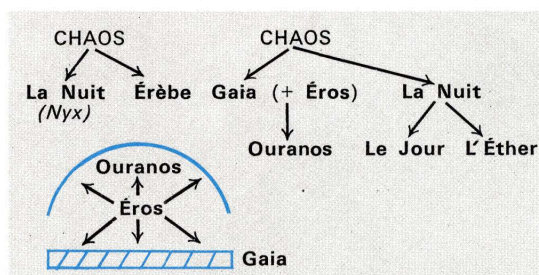 CHAOS CHAOS
La Nuit Érèbe Gaia (+ Éros) La Nuit
(Nyx)
Ouranos Le Jour L'Éther
Ouranos
Éros
Gaia